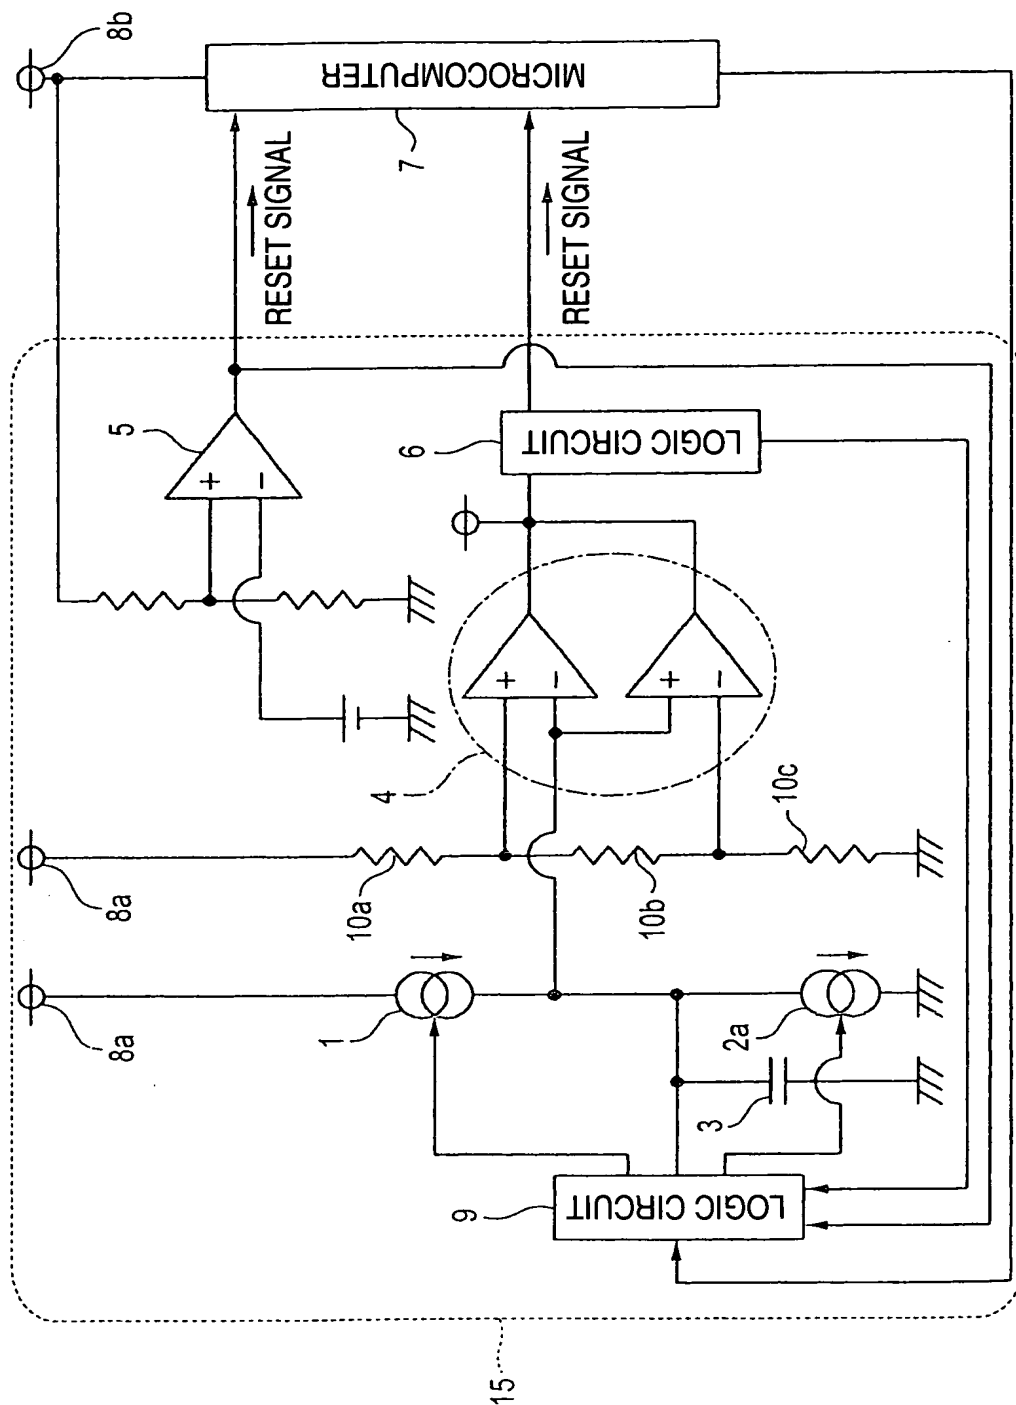 8b
MICROCOMPUTER
7
RESET SIGNAL
RESET SIGNAL
5
+
−
6
LOGIC CIRCUIT
4
+
−
+
−
8a
10a
10b
10c
8a
1
2a
3
9
LOGIC CIRCUIT
15